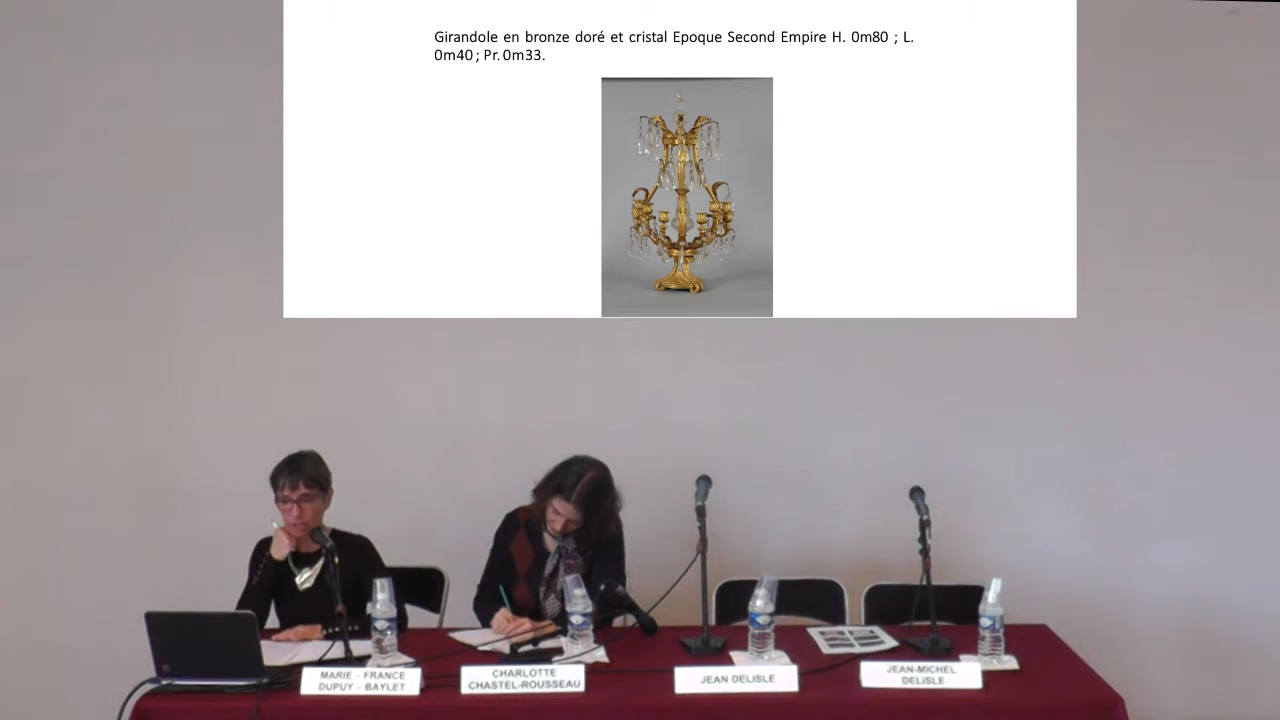 Girandole en bronze doré et cristal Epoque Second Empire H. 0m80 ; L.
0m40 ; Pr. 0m33.
MARIE - FRANCE
DUPUY - BAYLET
CHARLOTTE
CHASTEL-ROUSSEAU
JEAN DELISLE
JEAN-MICHEL
DELISLE